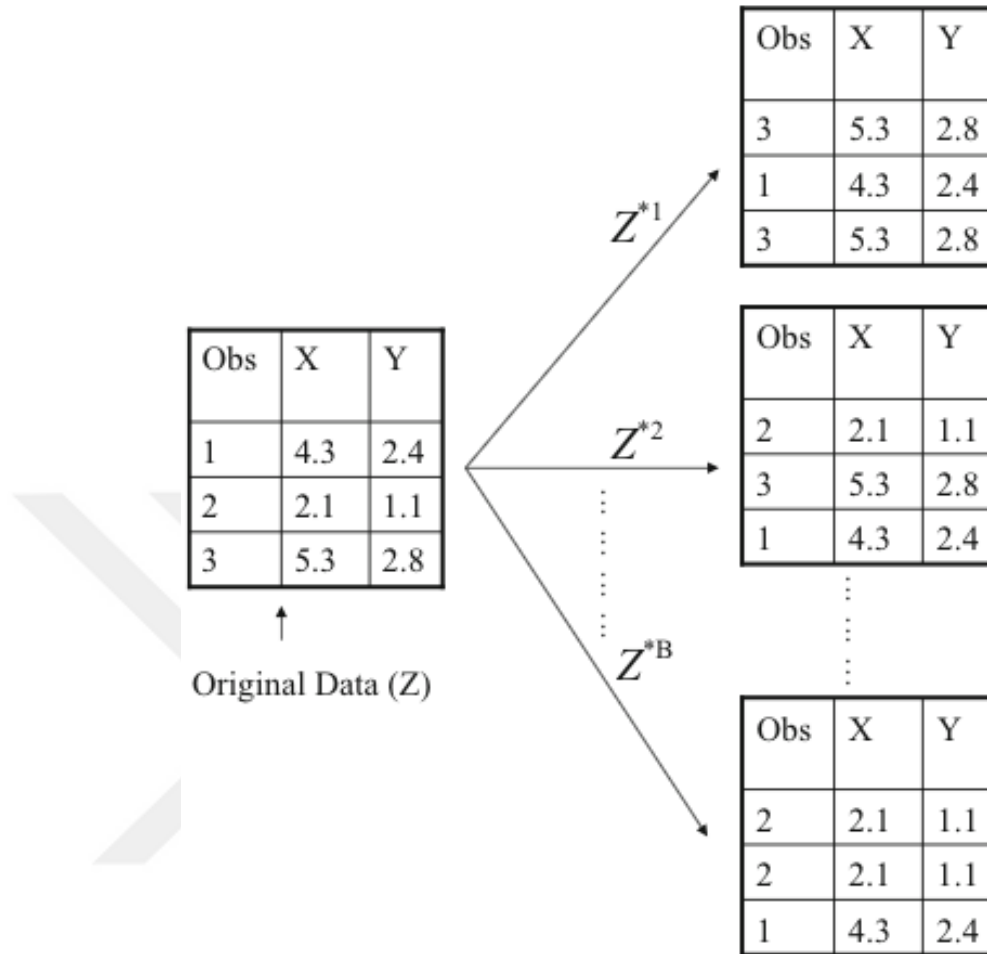 Obs X Y
3 5.3 2.8
1 4.3 2.4
3 5.3 2.8
Z*1
Obs X Y
1 4.3 2.4
2 2.1 1.1
3 5.3 2.8
Original Data (Z)
Z*2
Obs X Y
2 2.1 1.1
3 5.3 2.8
1 4.3 2.4
Z*B
Obs X Y
2 2.1 1.1
2 2.1 1.1
1 4.3 2.4